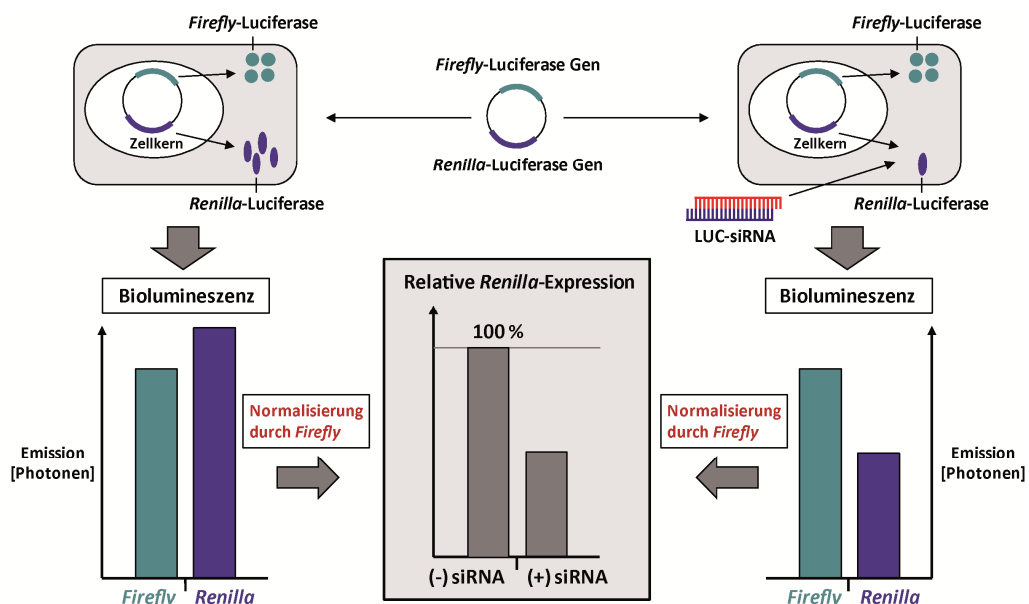 Firefly-Luciferase
Zellkern
Renilla-Luciferase
Firefly-Luciferase Gen
Renilla-Luciferase Gen
Firefly-Luciferase
Zellkern
Renilla-Luciferase
LUC-siRNA
Biolumineszenz
Emission
[Photonen]
Firefly
Renilla
Normalisierung
durch Firefly
Relative Renilla-Expression
100 %
(-) siRNA
(+) siRNA
Normalisierung
durch Firefly
Biolumineszenz
Emission
[Photonen]
Firefly
Renilla